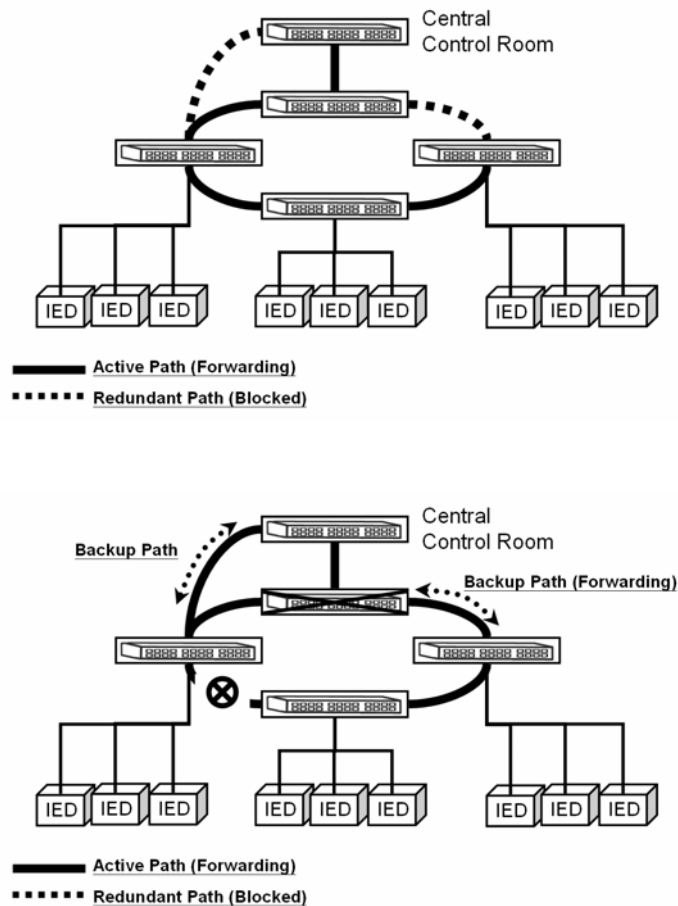 Central
Control Room
IED IED IED IED IED IED IED IED IED
Active Path (Forwarding)
Redundant Path (Blocked)
Central
Control Room
Backup Path
Backup Path (Forwarding)
IED IED IED IED IED IED IED IED IED
Active Path (Forwarding)
Redundant Path (Blocked)